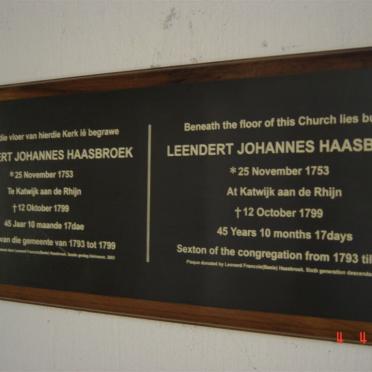 die vloer van hierdie Kerk lê begrawe
ERT JOHANNES HAASBROEK
*25 November 1753
Te Katwijk aan de Rhijn
†12 Oktober 1799
45 Jaar 10 maande 17dae
van die gemeente van 1793 tot 1799
Beneath the floor of this Church lies bu
LEENDERT JOHANNES HAASB
*25 November 1753
At Katwijk aan de Rhijn
†12 October 1799
45 Years 10 months 17days
Sexton of the congregation from 1793 till
Plaque donated by Leonard Francois(Basie) Haasbroek. Sixth generation descenda